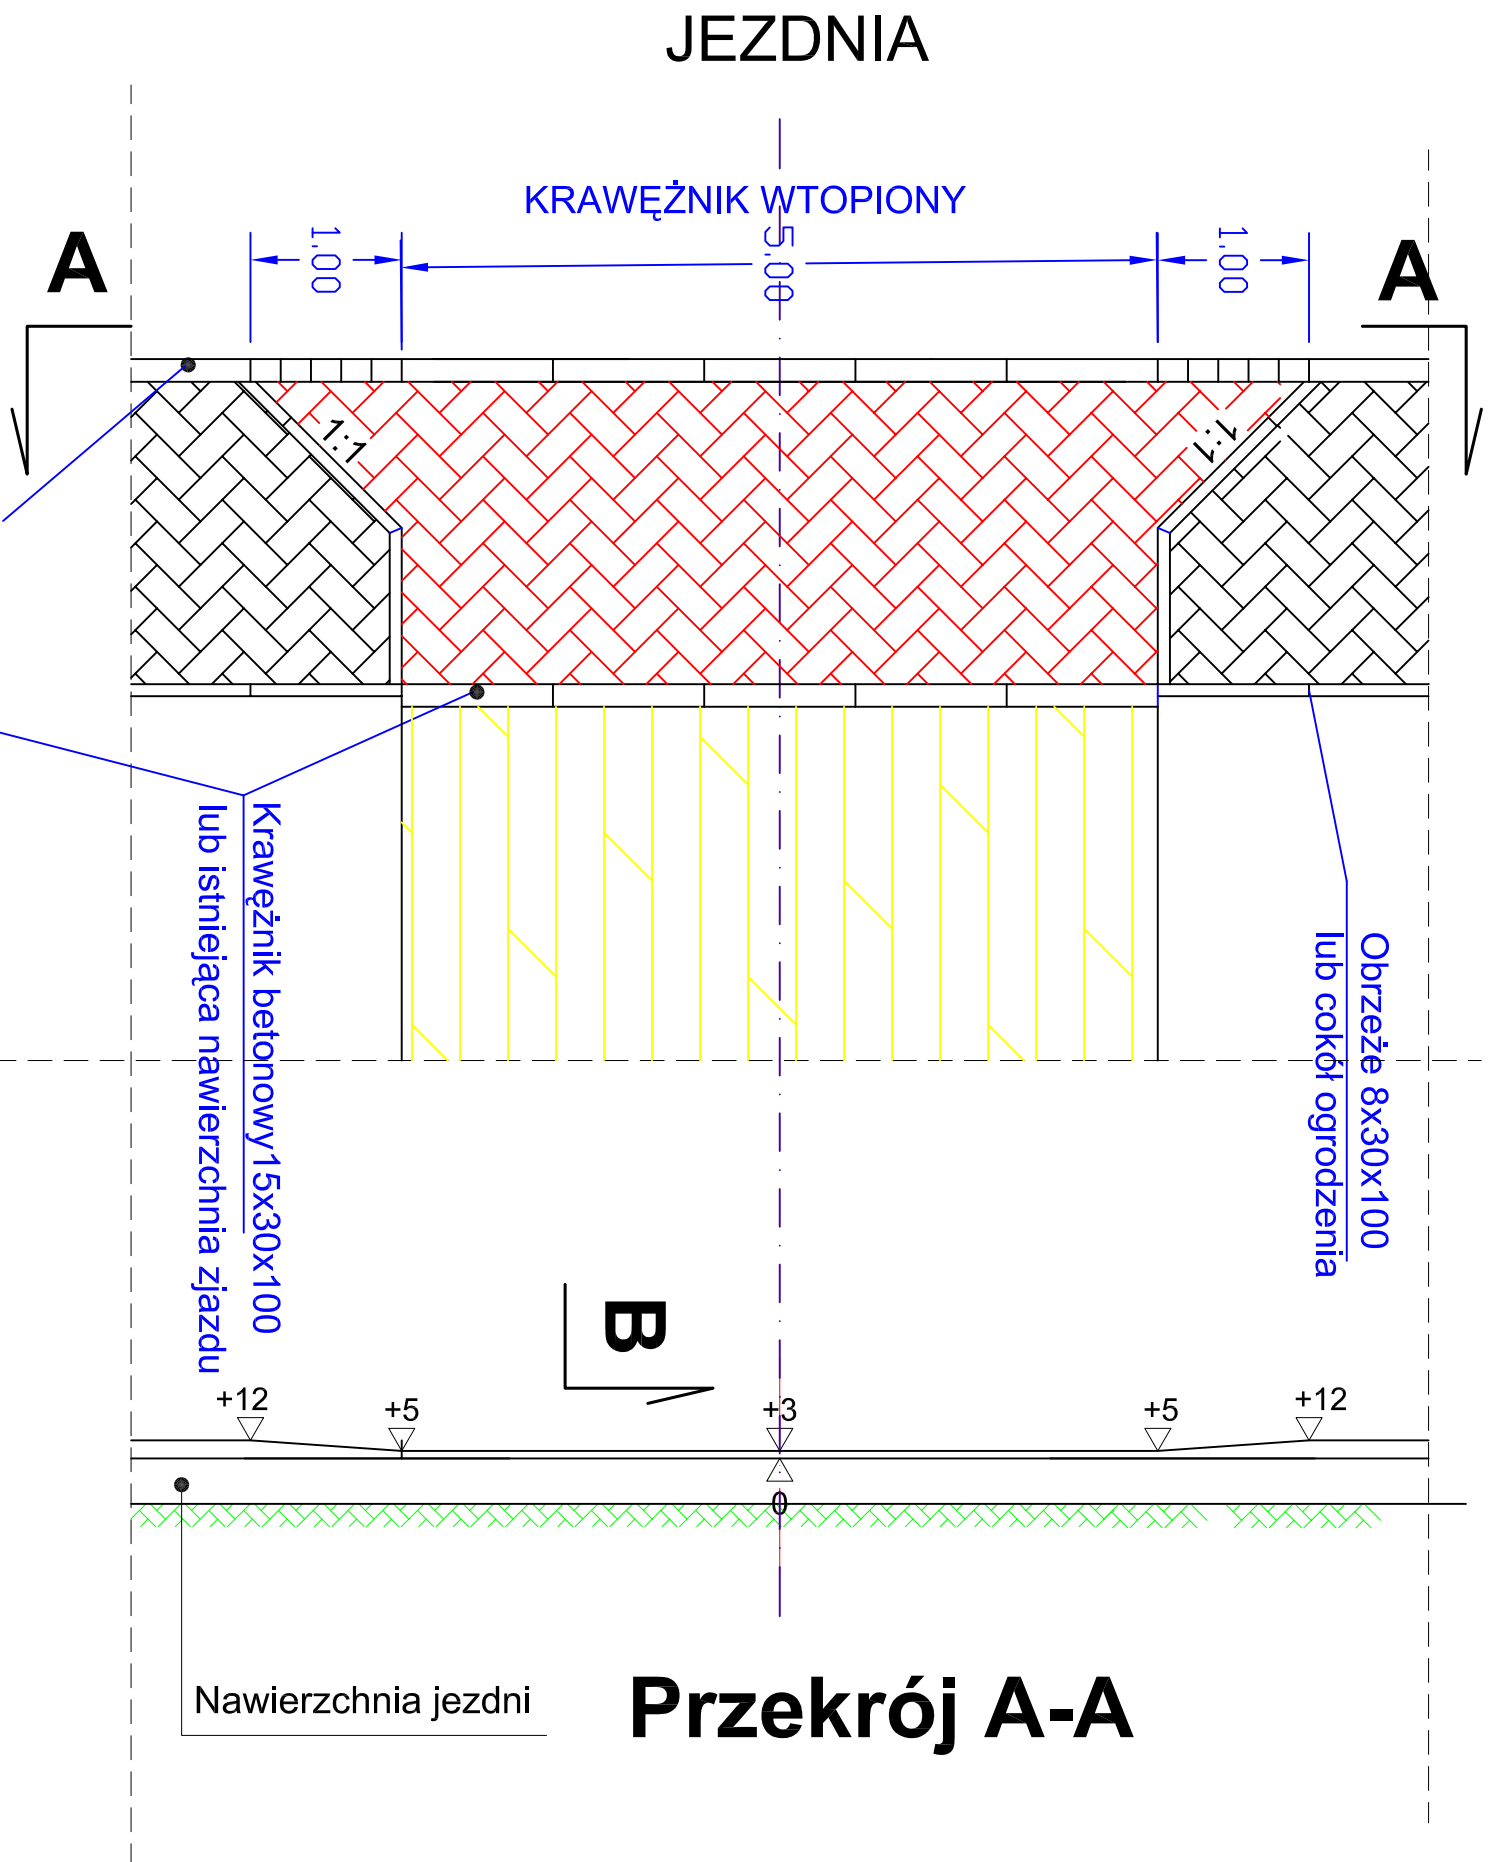 JEZDNIA
KRAWĘŻNIK WTOPIONY
1.00
5.00
1.00
A
A
1:1
1:1
Krawężnik betonowy15x30x100
lub istniejąca nawierzchnia zjazdu
Obrzeże 8x30x100
lub cokół ogrodzenia
B
+12
+5
+3
+5
+12
0
Nawierzchnia jezdni
Przekrój A-A